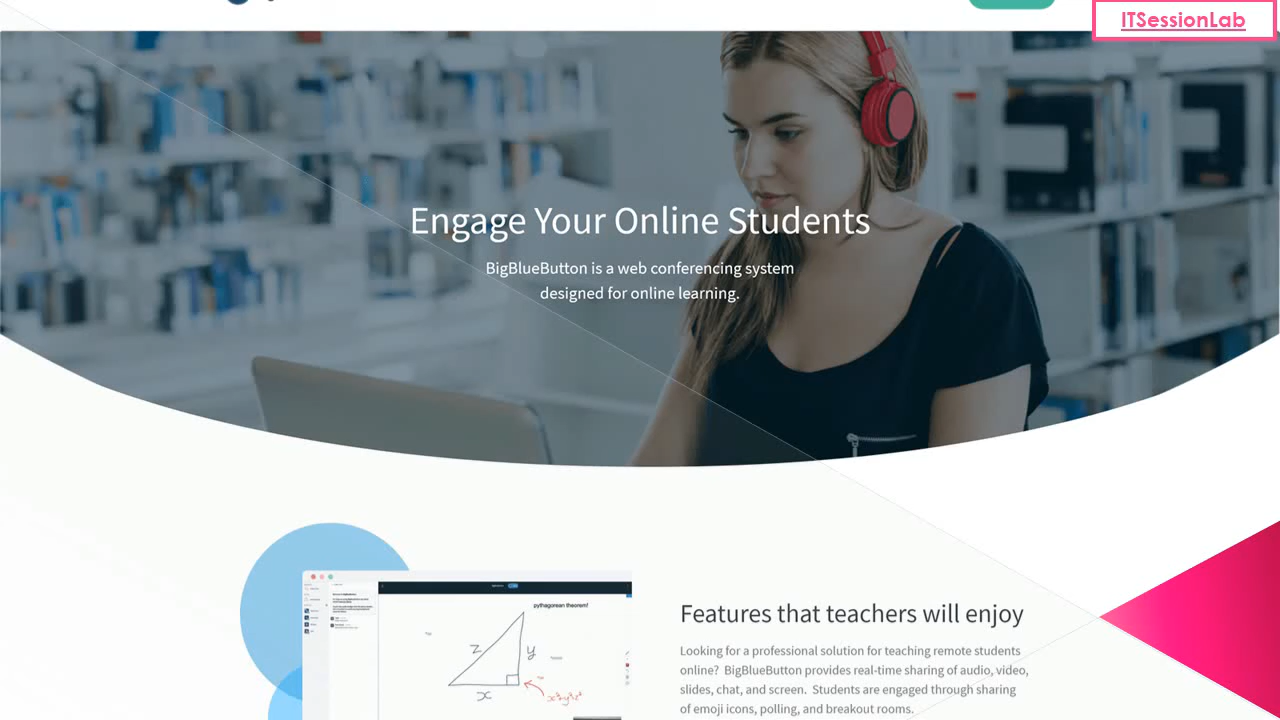 ITSessionLab
Engage Your Online Students
BigBlueButton is a web conferencing system
designed for online learning.
pythagorean theorem!
z
y
x
Features that teachers will enjoy
Looking for a professional solution for teaching remote students
online? BigBlueButton provides real-time sharing of audio, video,
slides, chat, and screen. Students are engaged through sharing
of emoji icons, polling, and breakout rooms.